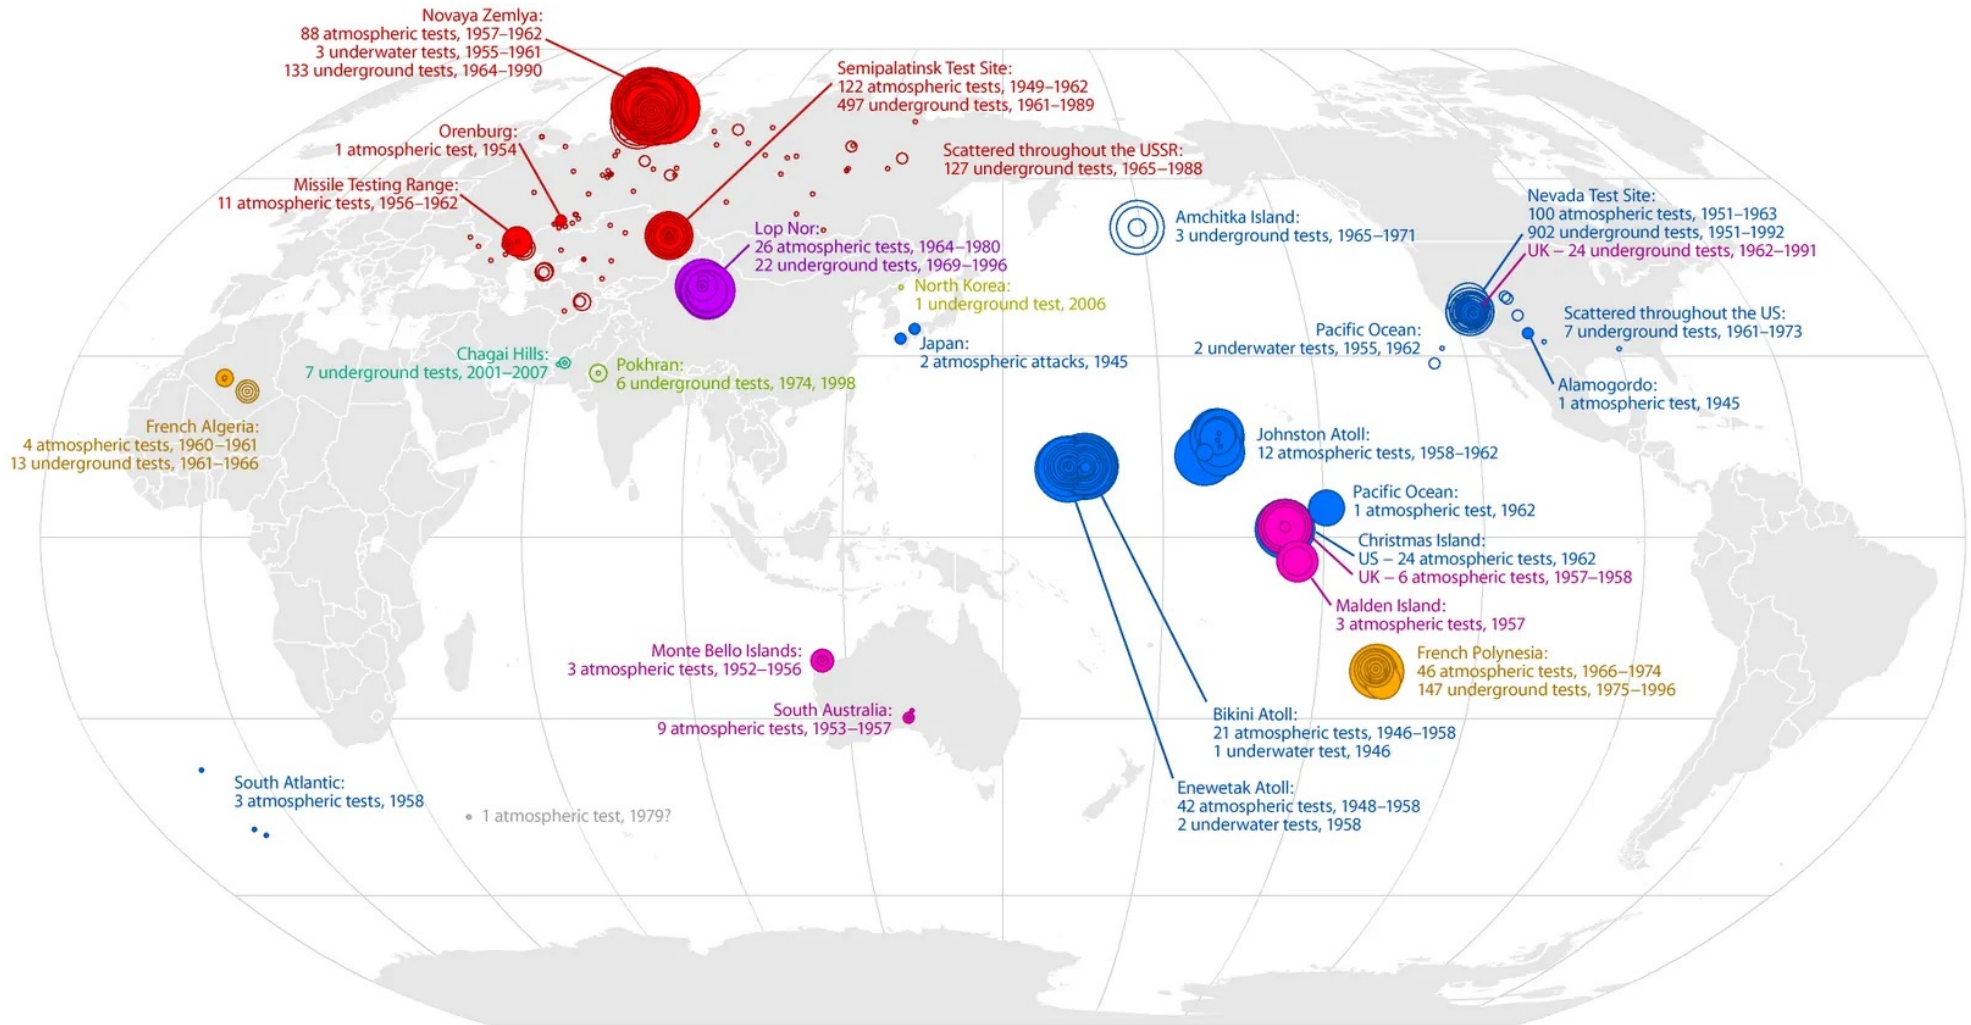 Novaya Zemlya:
88 atmospheric tests, 1957–1962
3 underwater tests, 1955–1961
133 underground tests, 1964–1990
Semipalatinsk Test Site:
122 atmospheric tests, 1949–1962
497 underground tests, 1961–1989
Orenburg:
1 atmospheric test, 1954
Scattered throughout the USSR:
127 underground tests, 1965–1988
Missile Testing Range:
11 atmospheric tests, 1956–1962
Nevada Test Site:
100 atmospheric tests, 1951–1963
902 underground tests, 1951–1992
UK – 24 underground tests, 1962–1991
Amchitka Island:
3 underground tests, 1965–1971
Lop Nor:
26 atmospheric tests, 1964–1980
22 underground tests, 1969–1996
North Korea:
1 underground test, 2006
Scattered throughout the US:
7 underground tests, 1961–1973
Pacific Ocean:
2 underwater tests, 1955, 1962
Japan:
2 atmospheric attacks, 1945
Chagai Hills:
7 underground tests, 2001–2007
Pokhran:
6 underground tests, 1974, 1998
Alamogordo:
1 atmospheric test, 1945
French Algeria:
4 atmospheric tests, 1960–1961
13 underground tests, 1961–1966
Johnston Atoll:
12 atmospheric tests, 1958–1962
Pacific Ocean:
1 atmospheric test, 1962
Christmas Island:
US – 24 atmospheric tests, 1962
UK – 6 atmospheric tests, 1957–1958
Malden Island:
3 atmospheric tests, 1957
Monte Bello Islands:
3 atmospheric tests, 1952–1956
French Polynesia:
46 atmospheric tests, 1966–1974
147 underground tests, 1975–1996
South Australia:
9 atmospheric tests, 1953–1957
Bikini Atoll:
21 atmospheric tests, 1946–1958
1 underwater test, 1946
South Atlantic:
3 atmospheric tests, 1958
Enewetak Atoll:
42 atmospheric tests, 1948–1958
2 underwater tests, 1958
1 atmospheric test, 1979?